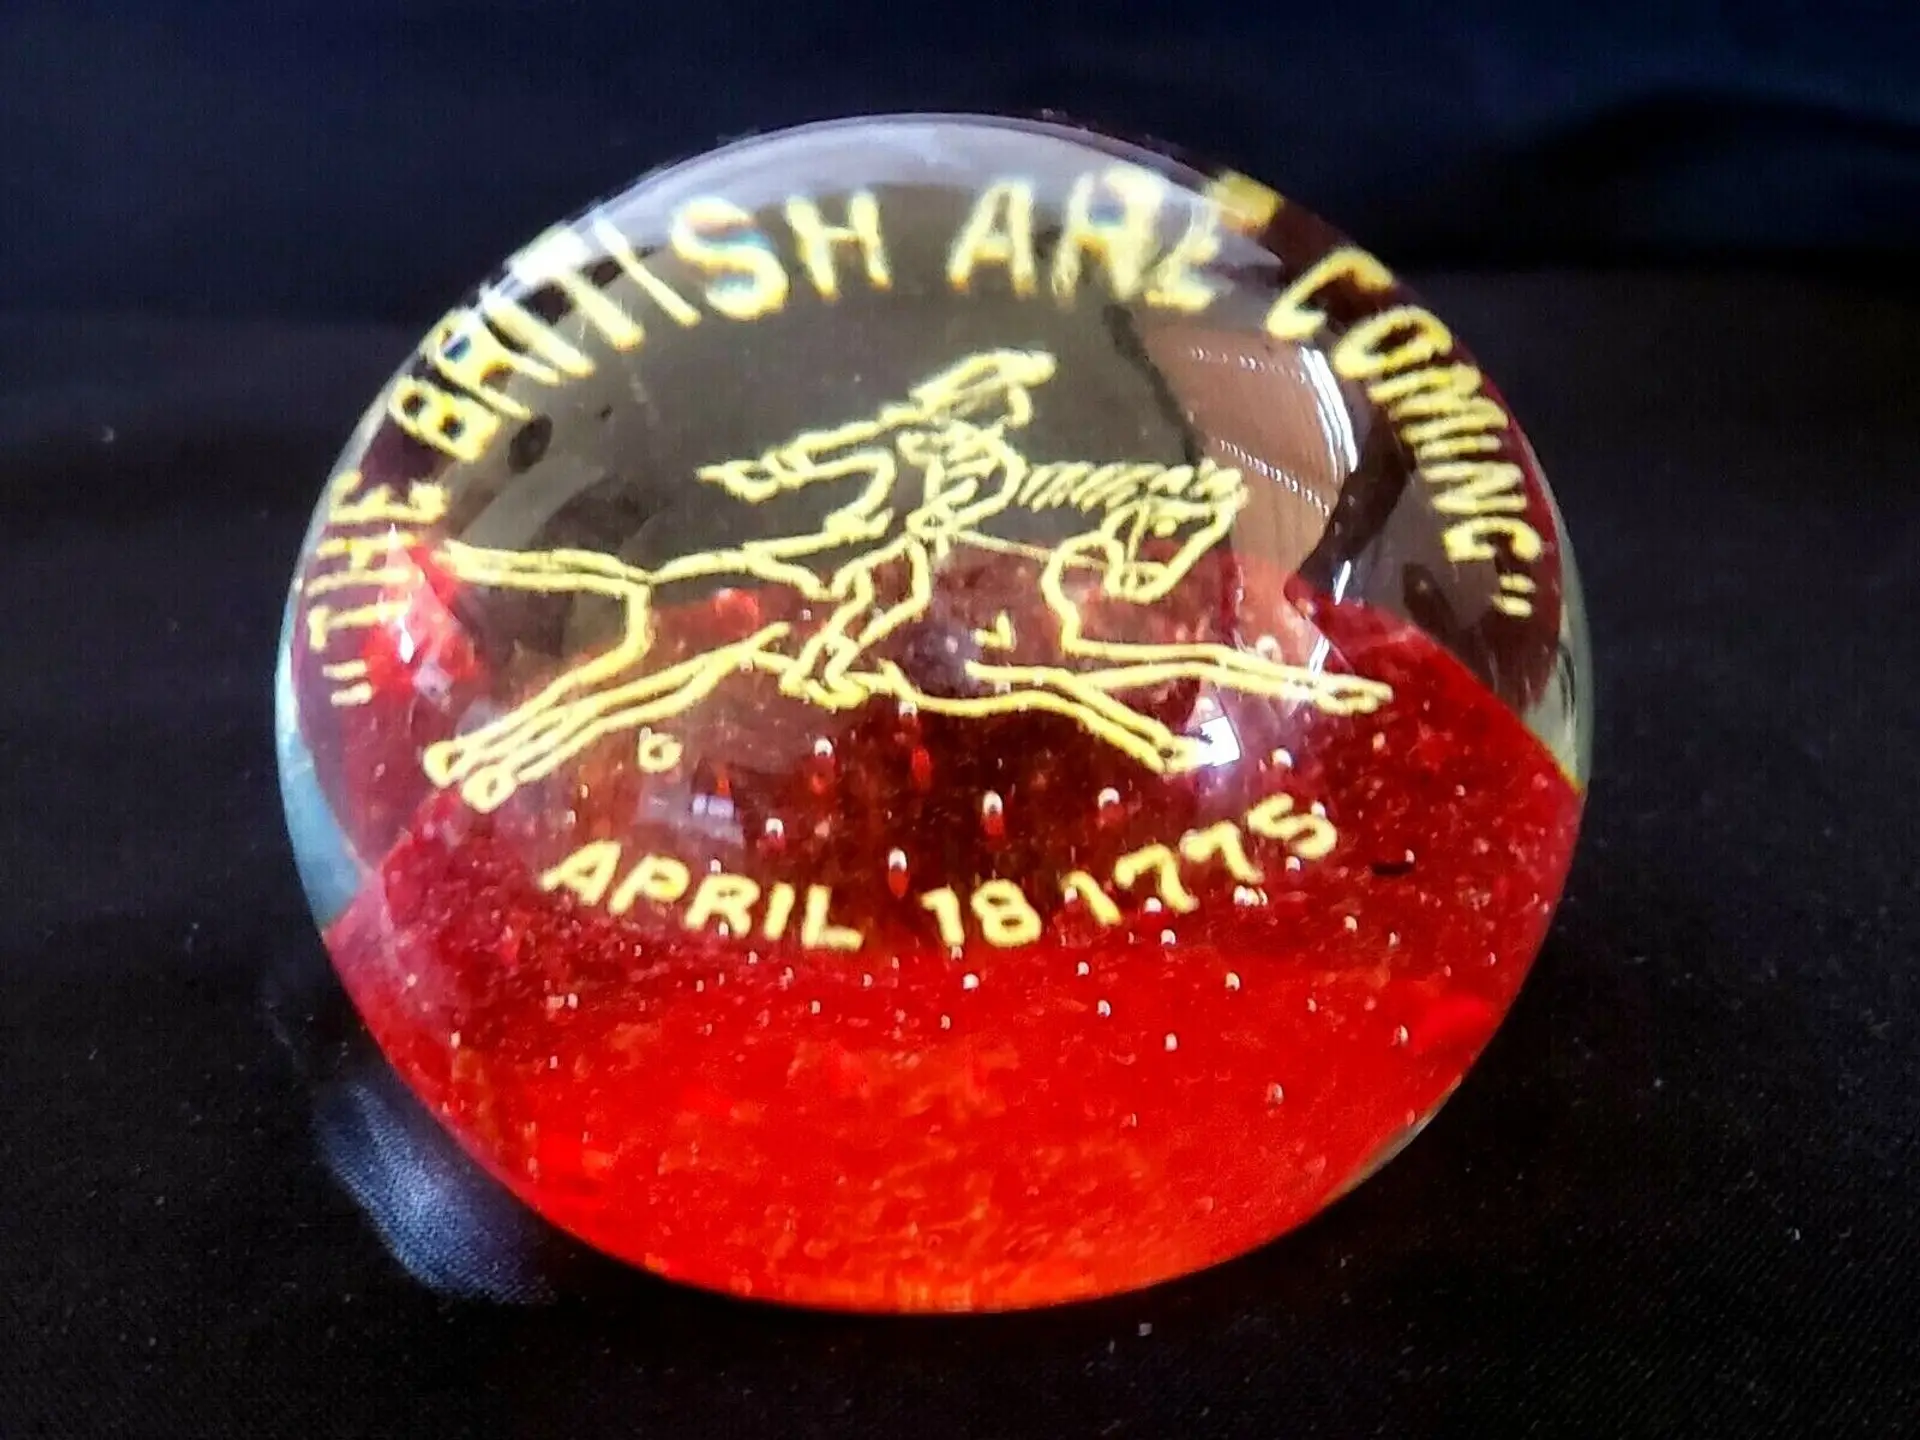 "THE BRITISH ARE COMING"
APRIL 18 1775